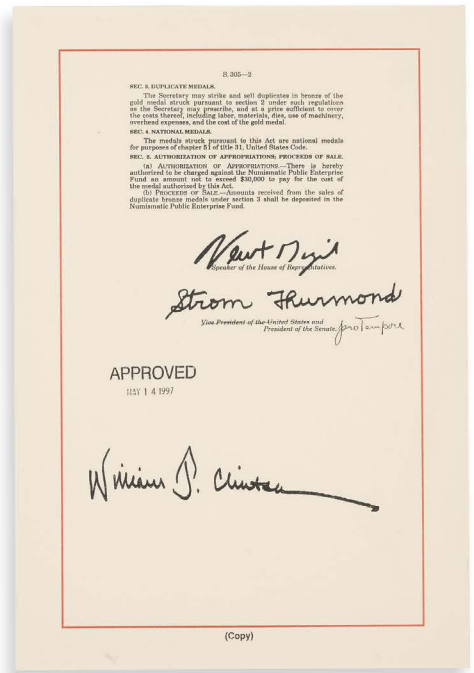 S. 305—2
SEC. 3. DUPLICATE MEDALS.
The Secretary may strike and sell duplicates in bronze of the
gold medal struck pursuant to section 2 under such regulations
as the Secretary may prescribe, and at a price sufficient to cover
the costs thereof, including labor, materials, dies, use of machinery,
overhead expenses, and the cost of the gold medal.
SEC. 4. NATIONAL MEDALS.
The medals struck pursuant to this Act are national medals
for purposes of chapter 51 of title 31, United States Code.
SEC. 5. AUTHORIZATION OF APPROPRIATIONS; PROCEEDS OF SALE.
(a) AUTHORIZATION OF APPROPRIATIONS.—There is hereby
authorized to be charged against the Numismatic Public Enterprise
Fund an amount not to exceed $30,000 to pay for the cost of
the medal authorized by this Act.
(b) PROCEEDS OF SALE.—Amounts received from the sales of
duplicate bronze medals under section 3 shall be deposited in the
Numismatic Public Enterprise Fund.
Newt
Speaker of the House of Representatives.
Strom Thurmond
Vice President of the United States and
President of the Senate. pro Tempore
APPROVED
MAY 14 1997
William J. Clinton
(Copy)